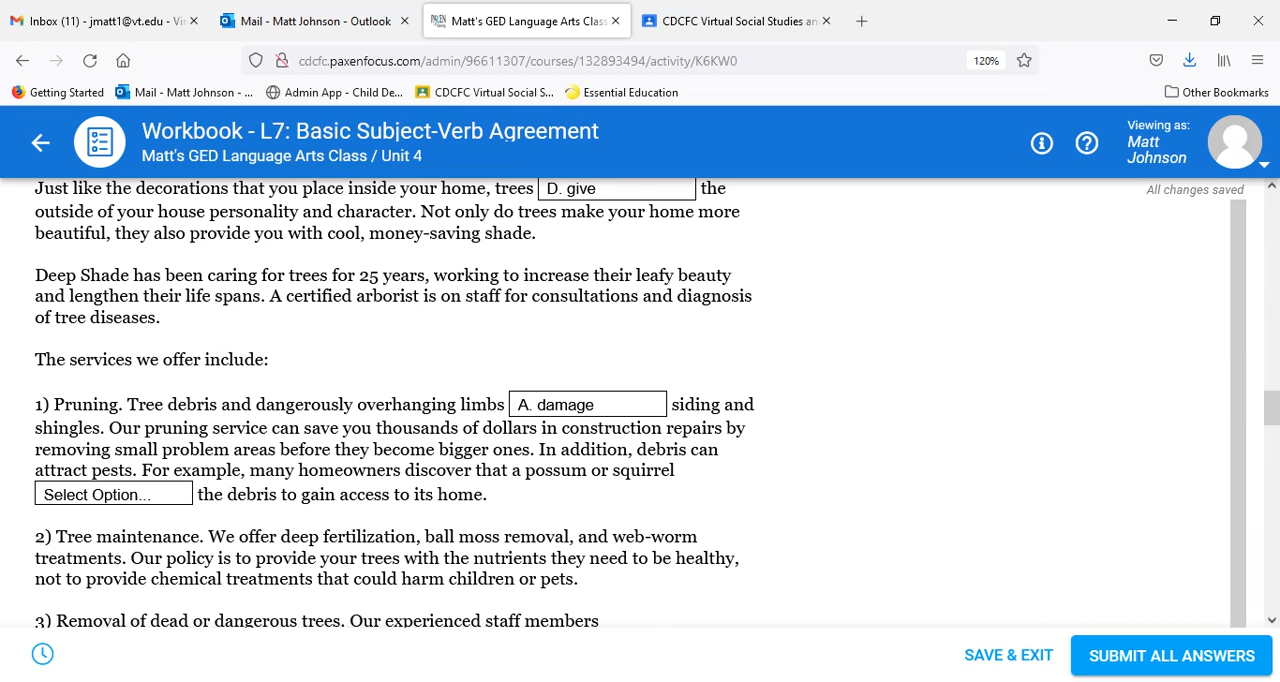 Inbox (11) - jmatt1@vt.edu - Vir
Mail - Matt Johnson - Outlook
PAXEN
Matt's GED Language Arts Class
CDCFC Virtual Social Studies an
cdcfc.paxenfocus.com/admin/96611307/courses/132893494/activity/K6KW0
120%
Getting Started
Mail - Matt Johnson - ...
Admin App - Child De...
CDCFC Virtual Social S...
Essential Education
Other Bookmarks
Workbook - L7: Basic Subject-Verb Agreement
Matt's GED Language Arts Class / Unit 4
Viewing as:
Matt
Johnson
All changes saved
Just like the decorations that you place inside your home, trees D. give the
outside of your house personality and character. Not only do trees make your home more
beautiful, they also provide you with cool, money-saving shade.
Deep Shade has been caring for trees for 25 years, working to increase their leafy beauty
and lengthen their life spans. A certified arborist is on staff for consultations and diagnosis
of tree diseases.
The services we offer include:
1) Pruning. Tree debris and dangerously overhanging limbs A. damage siding and
shingles. Our pruning service can save you thousands of dollars in construction repairs by
removing small problem areas before they become bigger ones. In addition, debris can
attract pests. For example, many homeowners discover that a possum or squirrel
Select Option... the debris to gain access to its home.
2) Tree maintenance. We offer deep fertilization, ball moss removal, and web-worm
treatments. Our policy is to provide your trees with the nutrients they need to be healthy,
not to provide chemical treatments that could harm children or pets.
3) Removal of dead or dangerous trees. Our experienced staff members
SAVE & EXIT
SUBMIT ALL ANSWERS